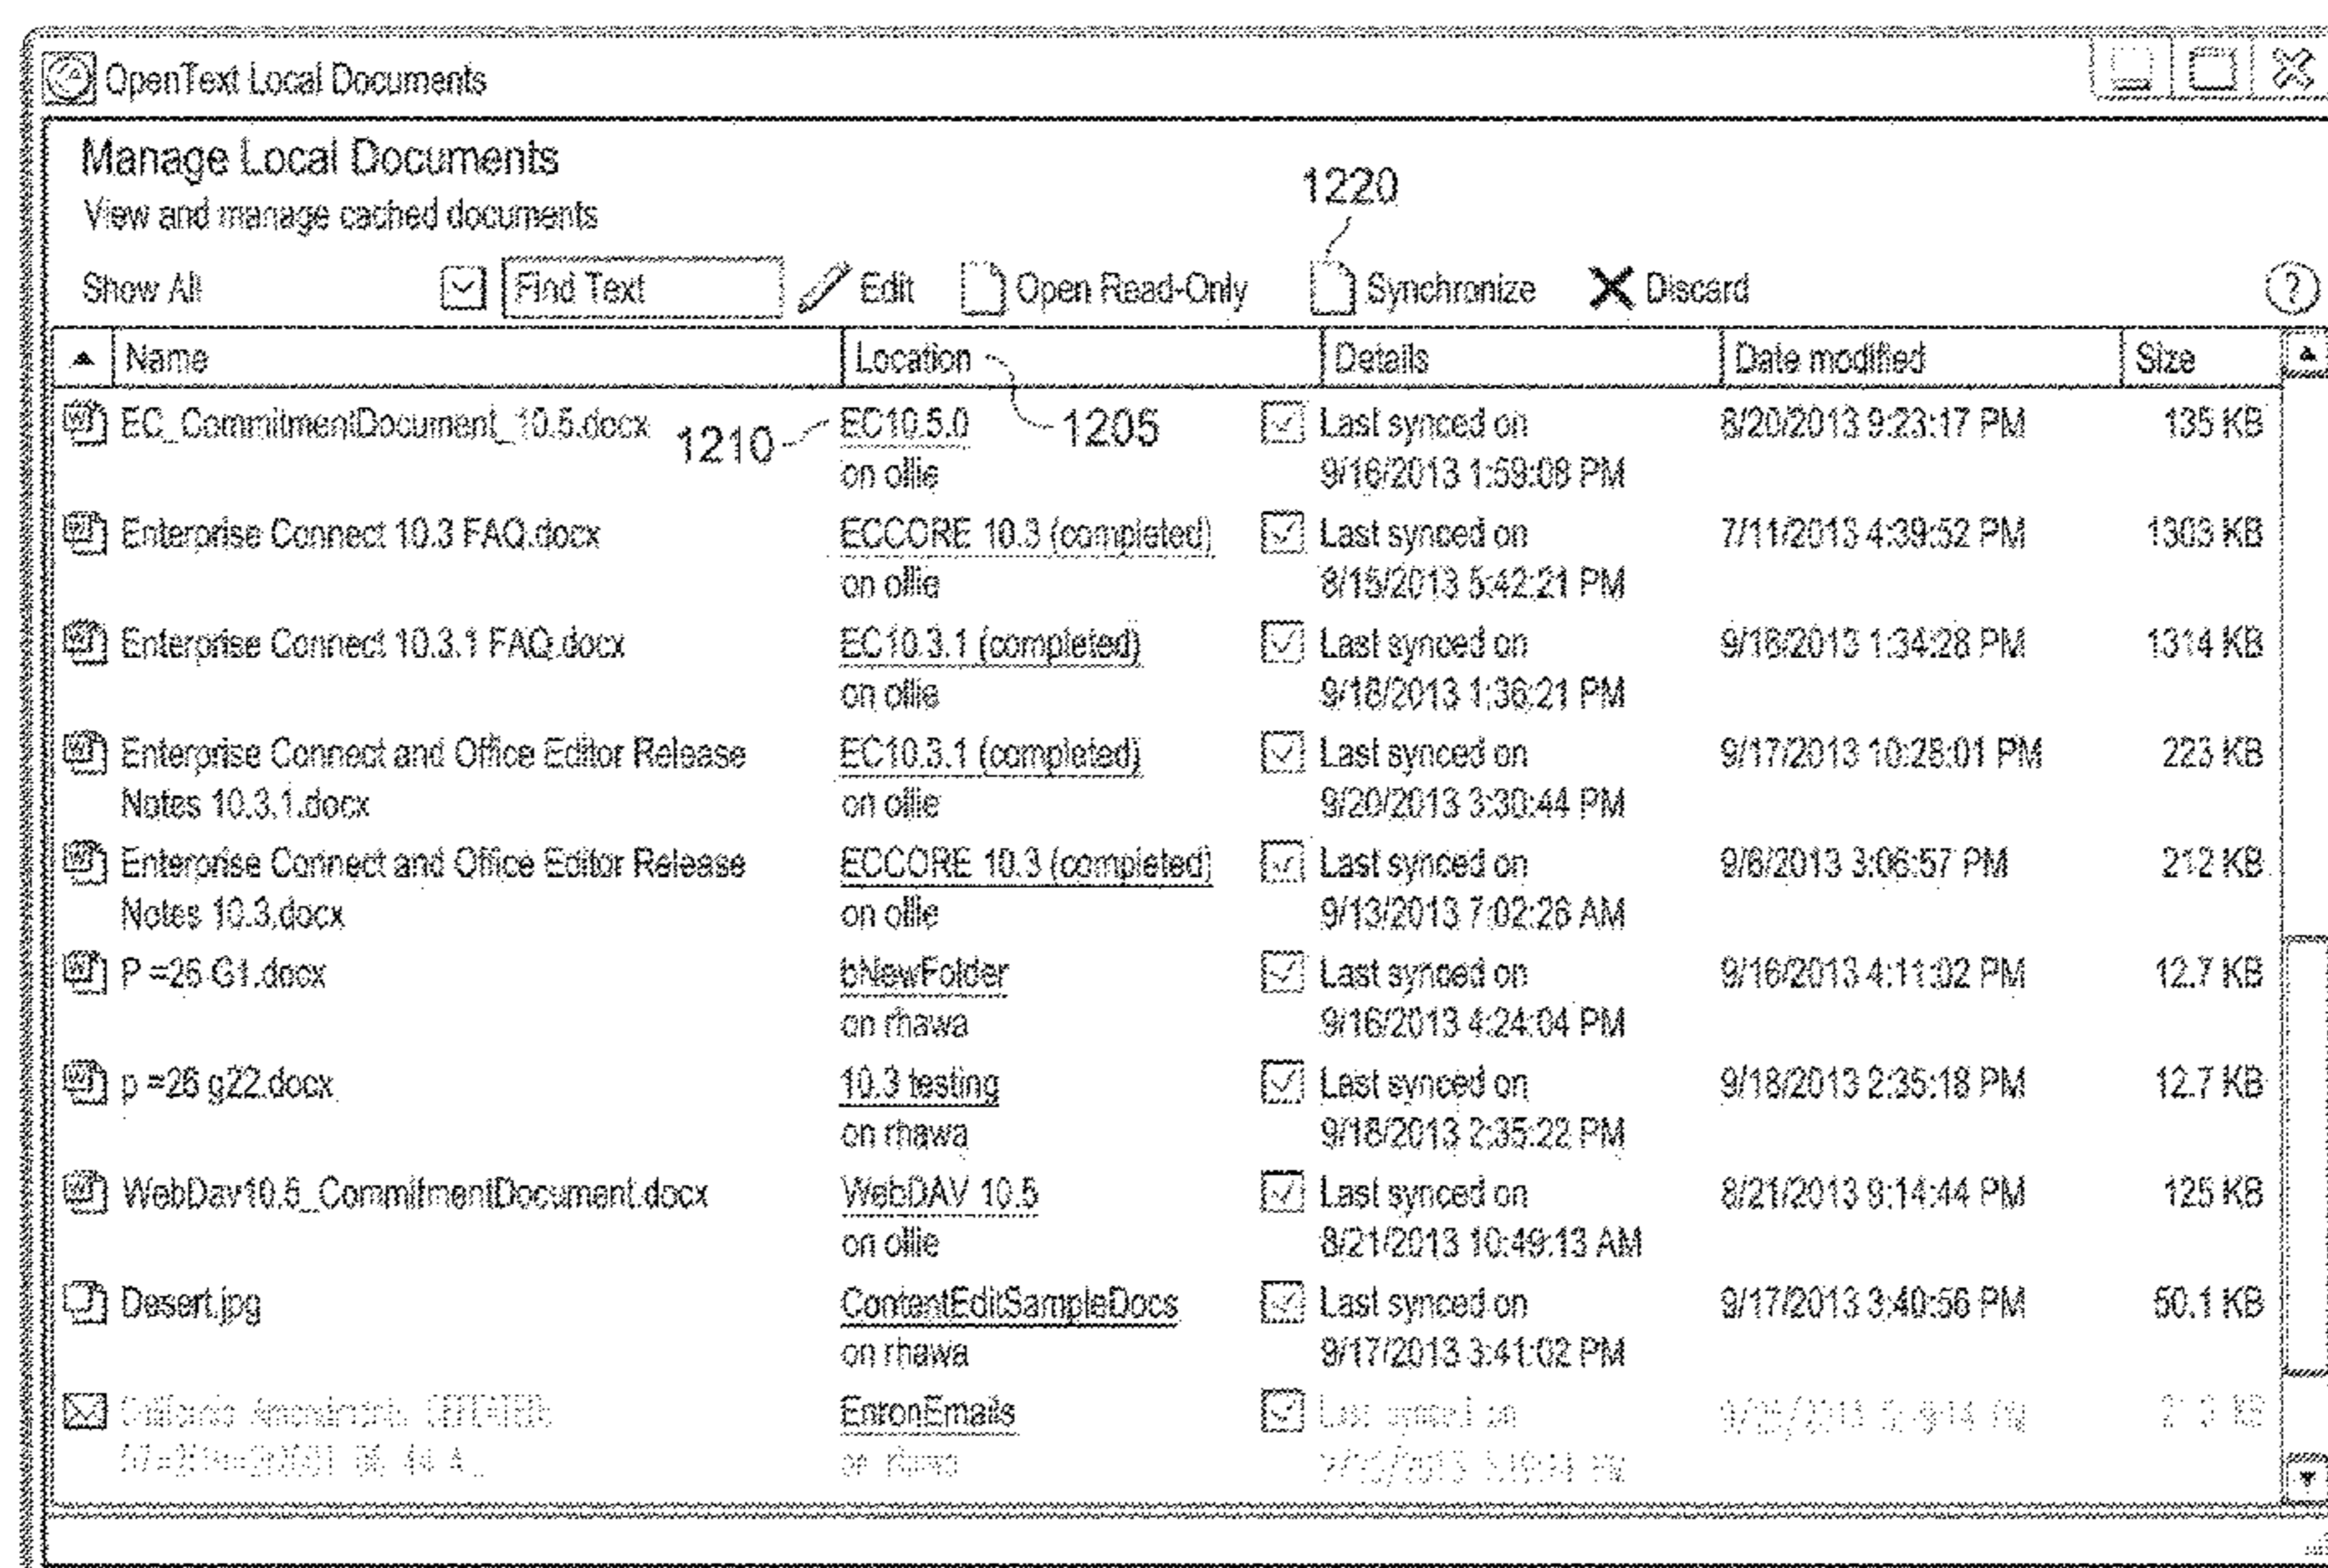 OpenText Local Documents
Manage Local Documents
View and manage cached documents
1220
Show All Find Text Edit Open Read-Only Synchronize Discard ?
Name Location Details Date modified Size
1205
1210
EC_CommitmentDocument_10.5.docx EC10.5.0 Last synced on 8/20/2013 9:23:17 PM 135 KB
on ollie 9/16/2013 1:59:08 PM
Enterprise Connect 10.3 FAQ.docx ECCORE 10.3 (completed) Last synced on 7/11/2013 4:39:52 PM 1303 KB
on ollie 8/15/2013 5:42:21 PM
Enterprise Connect 10.3.1 FAQ.docx EC10.3.1 (completed) Last synced on 9/18/2013 1:34:28 PM 1314 KB
on ollie 9/18/2013 1:36:21 PM
Enterprise Connect and Office Editor Release EC10.3.1 (completed) Last synced on 9/17/2013 10:28:01 PM 223 KB
Notes 10.3.1.docx on ollie 9/20/2013 3:30:44 PM
Enterprise Connect and Office Editor Release ECCORE 10.3 (completed) Last synced on 9/6/2013 3:06:57 PM 212 KB
Notes 10.3.docx on ollie 9/13/2013 7:02:26 AM
P =26 G1.docx bNewFolder Last synced on 9/16/2013 4:11:02 PM 12.7 KB
on rhawa 9/16/2013 4:24:04 PM
p =26 g22.docx 10.3 testing Last synced on 9/18/2013 2:35:18 PM 12.7 KB
on rhawa 9/18/2013 2:35:22 PM
WebDav10.5_CommitmentDocument.docx WebDAV 10.5 Last synced on 8/21/2013 9:14:44 PM 125 KB
on ollie 8/21/2013 10:49:13 AM
Desert.jpg ContentEditSampleDocs Last synced on 9/17/2013 3:40:56 PM 50.1 KB
on rhawa 9/17/2013 3:41:02 PM
EnronEmails Last synced on KB
on rhawa